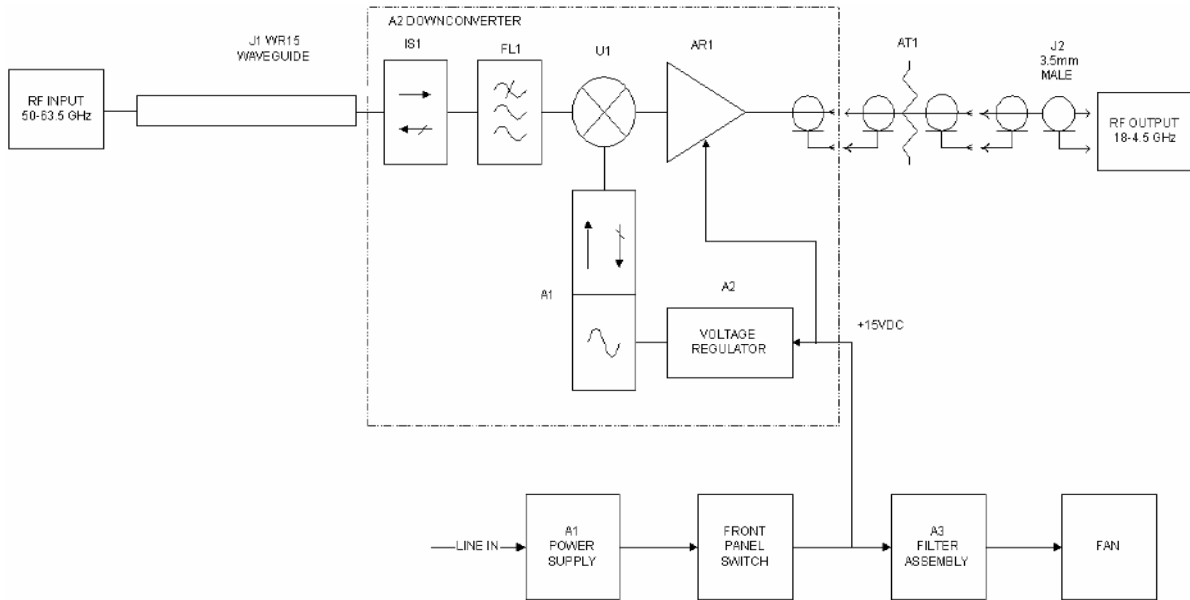 A2 DOWNCONVERTER
J1 WR15
WAVEGUIDE
IS1
FL1
U1
AR1
AT1
J2
3.5mm
MALE
RF INPUT
50-63.5 GHz
RF OUTPUT
18-4.5 GHz
A1
A2
VOLTAGE
REGULATOR
+15VDC
LINE IN
A1
POWER
SUPPLY
FRONT
PANEL
SWITCH
A3
FILTER
ASSEMBLY
FAN